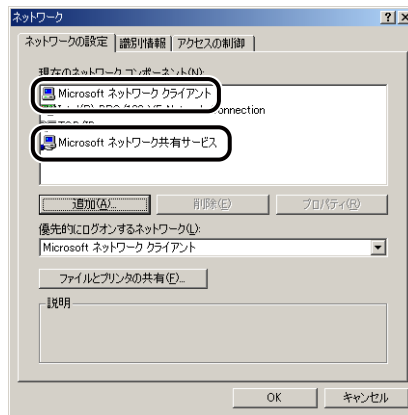 ネットワーク
ネットワークの設定 識別情報 アクセスの制御
現在のネットワーク コンポーネント(N):
Microsoft ネットワーク クライアント
onnection
Microsoft ネットワーク共有サービス
追加(A)... 削除(E) プロパティ(R)
優先的にログオンするネットワーク(L):
Microsoft ネットワーク クライアント
ファイルとプリンタの共有(F)...
説明
OK キャンセル